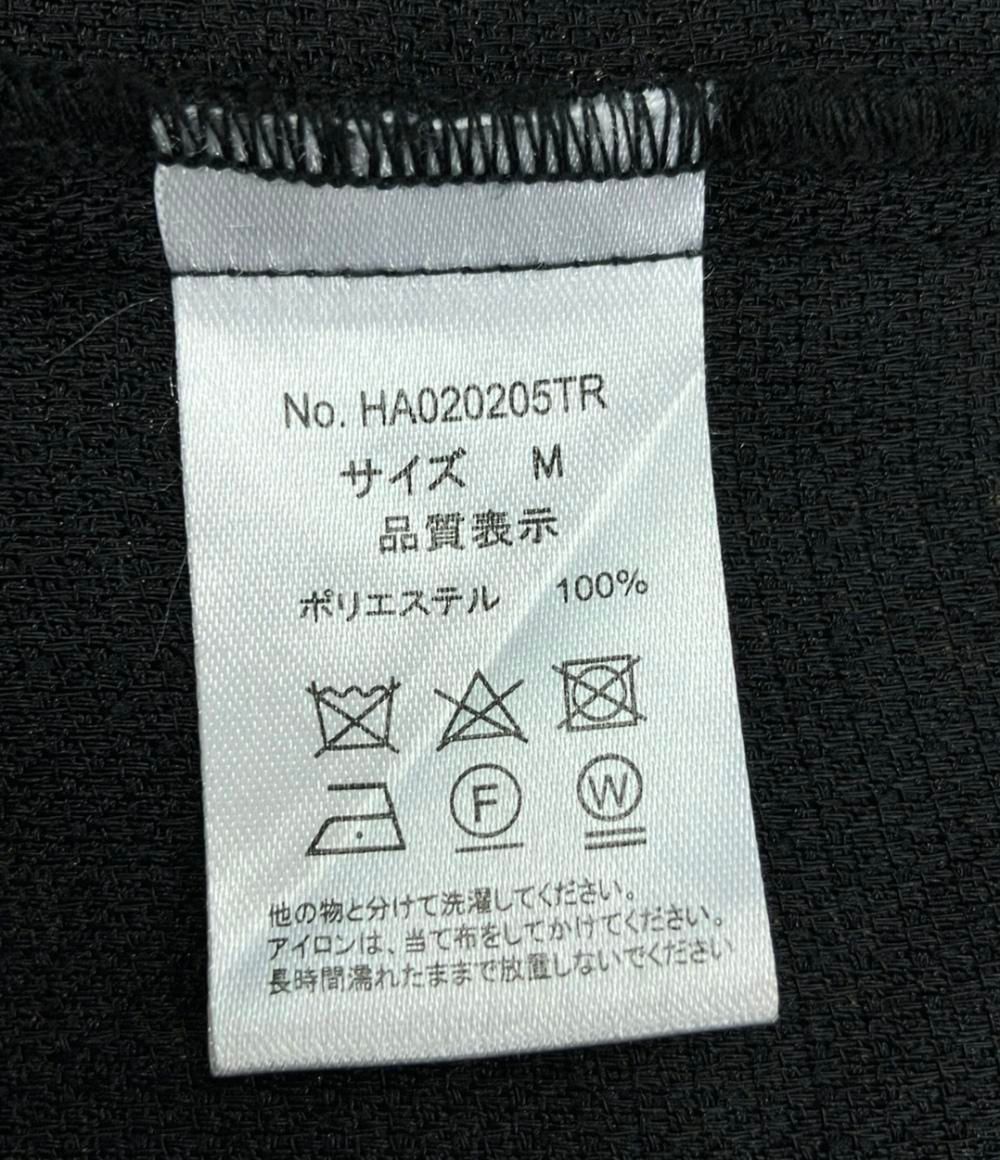 No. HA020205TR
サイズ M
品質表示
ポリエステル 100%
F W
他の物と分けて洗濯してください。
アイロンは、当て布をしてかけてください。
長時間濡れたままで放置しないでください